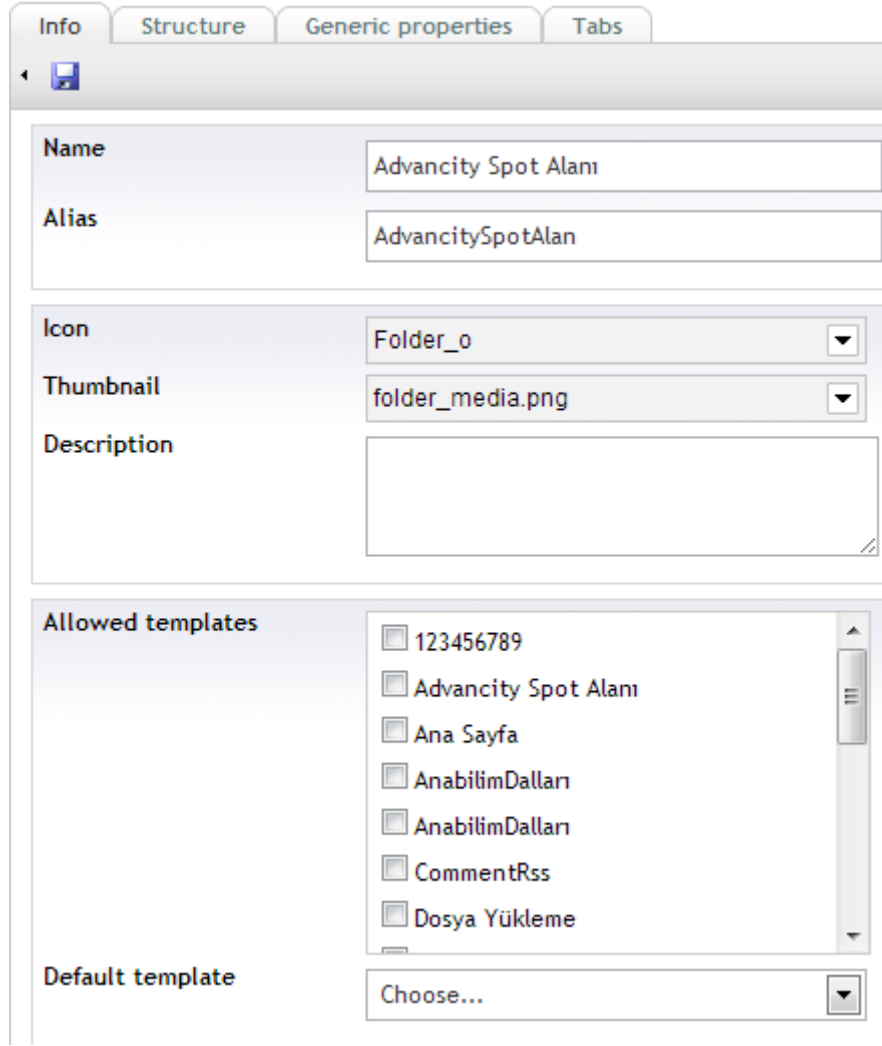 Info Structure Generic properties Tabs
Name Advancity Spot Alanı
Alias AdvancitySpotAlan
Icon Folder_o
Thumbnail folder_media.png
Description
Allowed templates
123456789
Advancity Spot Alanı
Ana Sayfa
AnabilimDalları
AnabilimDalları
CommentRss
Dosya Yükleme
Default template Choose...